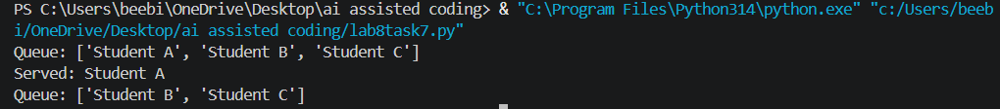 PS C:\Users\beebi\OneDrive\Desktop\ai assisted coding> & "C:\Program Files\Python314\python.exe" "c:/Users/beeb
i/OneDrive/Desktop/ai assisted coding/lab8task7.py"
Queue: ['Student A', 'Student B', 'Student C']
Served: Student A
Queue: ['Student B', 'Student C']